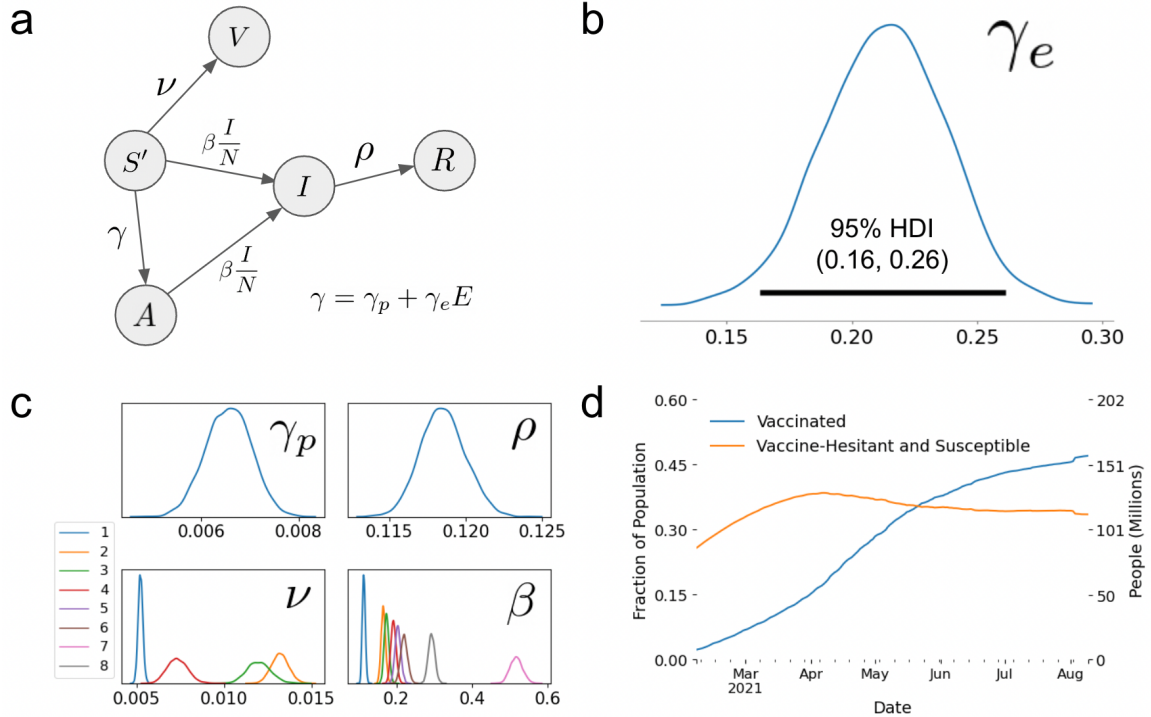 a
V
ν
S′
β I/N
I
ρ
R
γ
β I/N
A
γ = γₚ + γₑE
b
γₑ
95% HDI
(0.16, 0.26)
0.15 0.20 0.25 0.30
c
γₚ
0.006 0.008
ρ
0.115 0.120 0.125
1
2
3
4
5
6
7
8
ν
0.005 0.010 0.015
β
0.2 0.4 0.6
d
Vaccinated
Vaccine-Hesitant and Susceptible
Fraction of Population
0.60
0.45
0.30
0.15
0.00
202
151
101
50
0
People (Millions)
Mar Apr May Jun Jul Aug
2021
Date